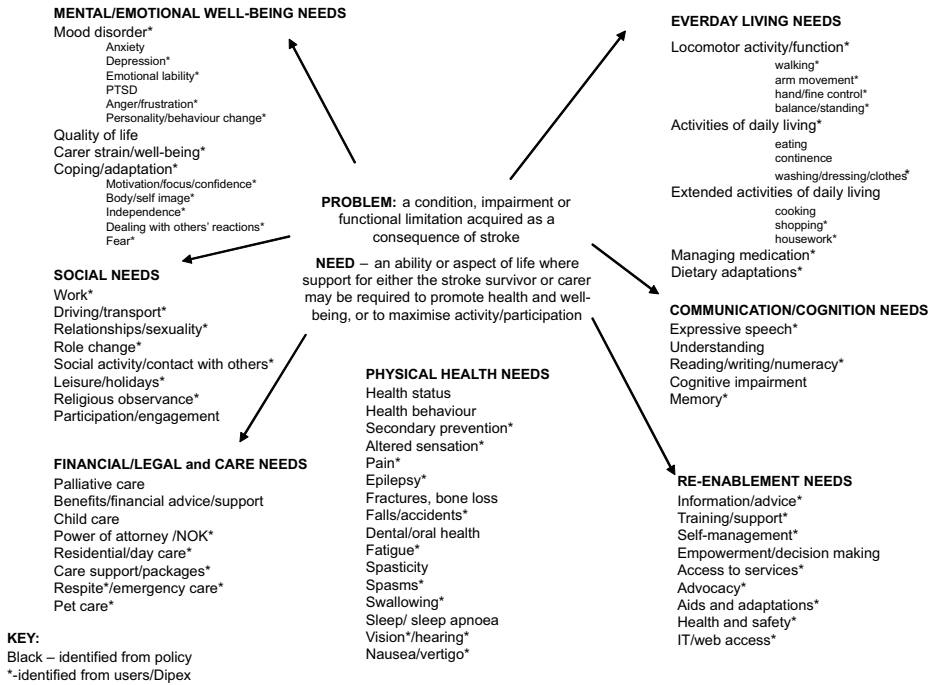 MENTAL/EMOTIONAL WELL-BEING NEEDS
Mood disorder*
Anxiety
Depression*
Emotional lability*
PTSD
Anger/frustration*
Personality/behaviour change*
Quality of life
Carer strain/well-being*
Coping/adaptation*
Motivation/focus/confidence*
Body/self image*
Independence*
Dealing with others' reactions*
Fear*
SOCIAL NEEDS
Work*
Driving/transport*
Relationships/sexuality*
Role change*
Social activity/contact with others*
Leisure/holidays*
Religious observance*
Participation/engagement
FINANCIAL/LEGAL and CARE NEEDS
Palliative care
Benefits/financial advice/support
Child care
Power of attorney /NOK*
Residential/day care*
Care support/packages*
Respite*/emergency care*
Pet care*
KEY:
Black – identified from policy
*-identified from users/Dipex
PROBLEM: a condition, impairment or
functional limitation acquired as a
consequence of stroke
NEED – an ability or aspect of life where
support for either the stroke survivor or carer
may be required to promote health and well-
being, or to maximise activity/participation
PHYSICAL HEALTH NEEDS
Health status
Health behaviour
Secondary prevention*
Altered sensation*
Pain*
Epilepsy*
Fractures, bone loss
Falls/accidents*
Dental/oral health
Fatigue*
Spasticity
Spasms*
Swallowing*
Sleep/ sleep apnoea
Vision*/hearing*
Nausea/vertigo*
EVERDAY LIVING NEEDS
Locomotor activity/function*
walking*
arm movement*
hand/fine control*
balance/standing*
Activities of daily living*
eating
continence
washing/dressing/clothes*
Extended activities of daily living
cooking
shopping*
housework*
Managing medication*
Dietary adaptations*
COMMUNICATION/COGNITION NEEDS
Expressive speech*
Understanding
Reading/writing/numeracy*
Cognitive impairment
Memory*
RE-ENABLEMENT NEEDS
Information/advice*
Training/support*
Self-management*
Empowerment/decision making
Access to services*
Advocacy*
Aids and adaptations*
Health and safety*
IT/web access*